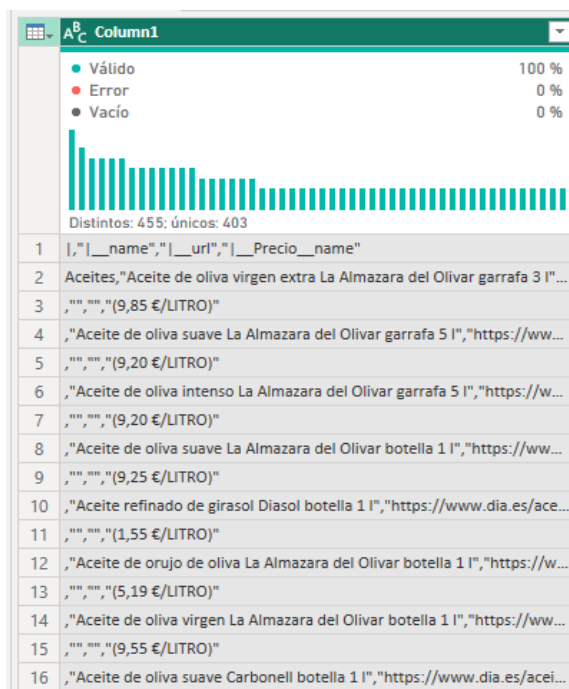 ABC Column1
Válido 100 %
Error 0 %
Vacío 0 %
Distintos: 455; únicos: 403
1 |,"|__name","|__url","|__Precio__name"
2 Aceites,"Aceite de oliva virgen extra La Almazara del Olivar garrafa 3 l"...
3 ,"","","(9,85 €/LITRO)"
4 ,"Aceite de oliva suave La Almazara del Olivar garrafa 5 l","https://ww...
5 ,"","","(9,20 €/LITRO)"
6 ,"Aceite de oliva intenso La Almazara del Olivar garrafa 5 l","https://w...
7 ,"","","(9,20 €/LITRO)"
8 ,"Aceite de oliva suave La Almazara del Olivar botella 1 l","https://ww...
9 ,"","","(9,25 €/LITRO)"
10 ,"Aceite refinado de girasol Diasol botella 1 l","https://www.dia.es/ace...
11 ,"","","(1,55 €/LITRO)"
12 ,"Aceite de orujo de oliva La Almazara del Olivar botella 1 l","https://w...
13 ,"","","(5,19 €/LITRO)"
14 ,"Aceite de oliva virgen La Almazara del Olivar botella 1 l","https://ww...
15 ,"","","(9,55 €/LITRO)"
16 ,"Aceite de oliva suave Carbonell botella 1 l","https://www.dia.es/acei...